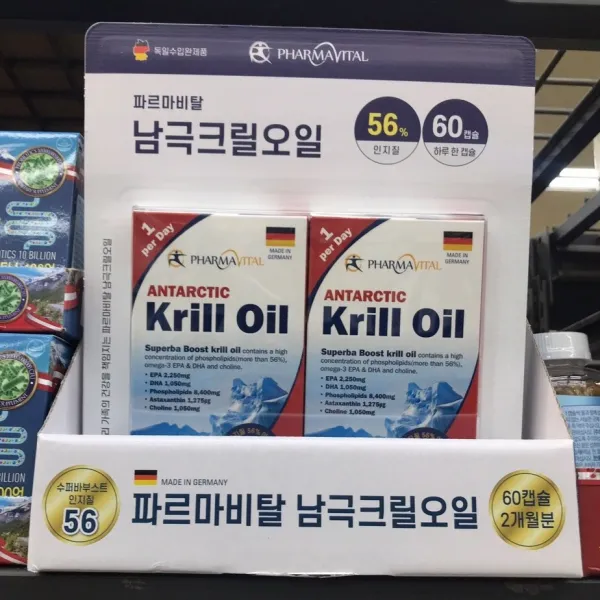 독일수입완제품
PHARMAVITAL
파르마비탈
남극크릴오일
56%
인지질
60캡슐
하루 한 캡슐
1
per Day
PHARMAVITAL
MADE IN
GERMANY
ANTARCTIC
Krill Oil
Superba Boost krill oil contains a high
concentration of phospholipids(more than 56%),
omega-3 EPA & DHA and choline.
• EPA 2,250mg
• DHA 1,050mg
• Phospholipids 8,400mg
• Astaxanthin 1,275μg
• Choline 1,050mg
1
per Day
PHARMAVITAL
MADE IN
GERMANY
ANTARCTIC
Krill Oil
Superba Boost krill oil contains a high
concentration of phospholipids(more than 56%),
omega-3 EPA & DHA and choline.
• EPA 2,250mg
• DHA 1,050mg
• Phospholipids 8,400mg
• Astaxanthin 1,275μg
• Choline 1,050mg
수퍼바부스트
인지질
56
MADE IN GERMANY
파르마비탈 남극크릴오일
60캡슐
2개월분
10 BILLION